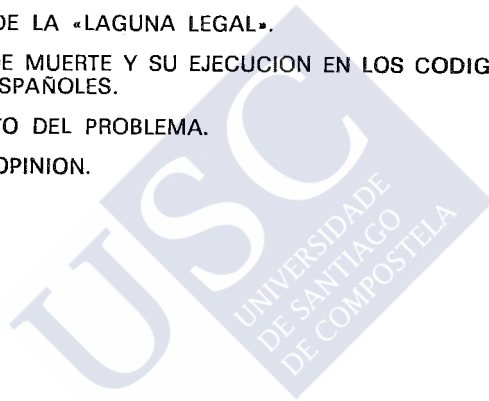 DE LA «LAGUNA LEGAL».
DE MUERTE Y SU EJECUCION EN LOS CODIG
SPAÑOLES.
TO DEL PROBLEMA.
OPINION.
USC
UNIVERSIDADE
DE SANTIAGO
DE COMPOSTELA